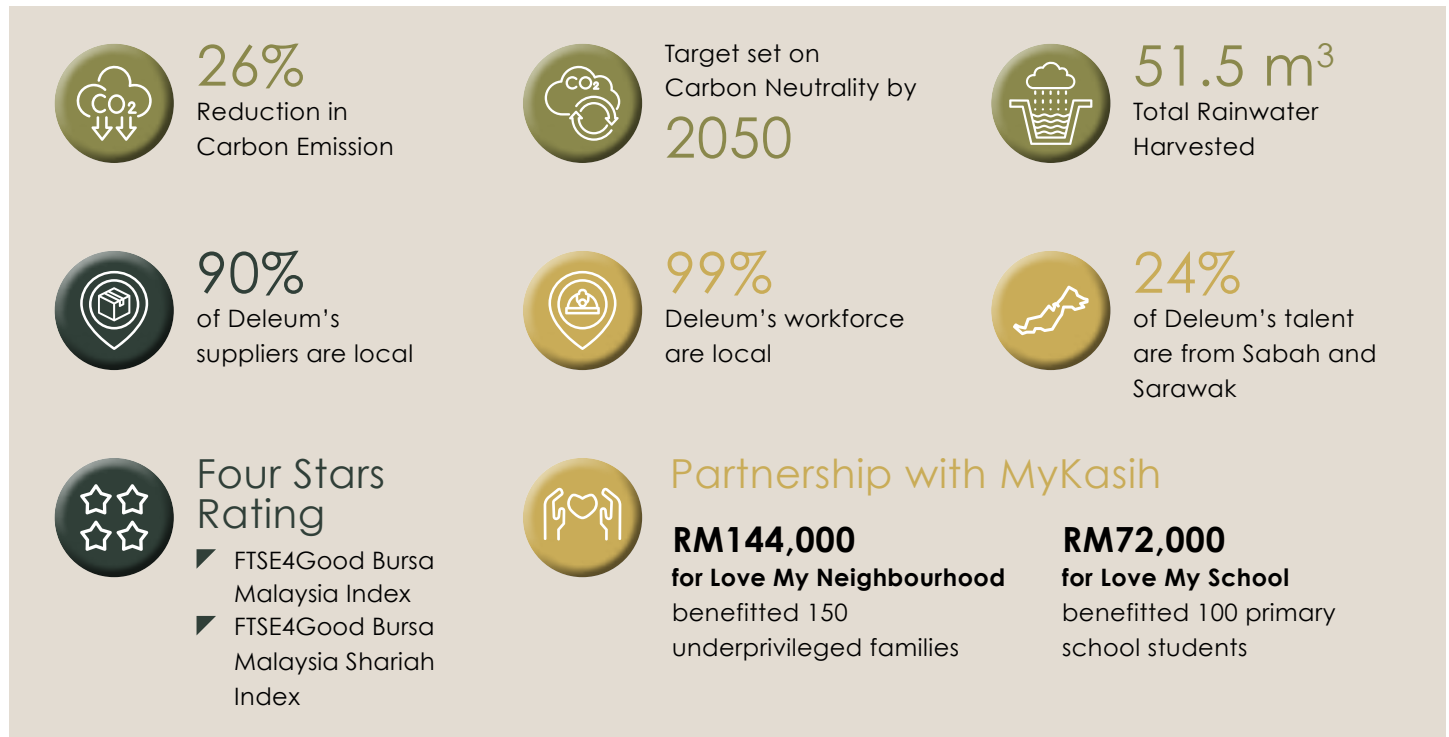 26%
Reduction in
Carbon Emission
Target set on
Carbon Neutrality by
2050
51.5 m³
Total Rainwater
Harvested
90%
of Deleum’s
suppliers are local
99%
Deleum’s workforce
are local
24%
of Deleum’s talent
are from Sabah and
Sarawak
Four Stars
Rating
FTSE4Good Bursa
Malaysia Index
FTSE4Good Bursa
Malaysia Shariah
Index
Partnership with MyKasih
RM144,000
for Love My Neighbourhood
benefitted 150
underprivileged families
RM72,000
for Love My School
benefitted 100 primary
school students
CO₂
CO₂